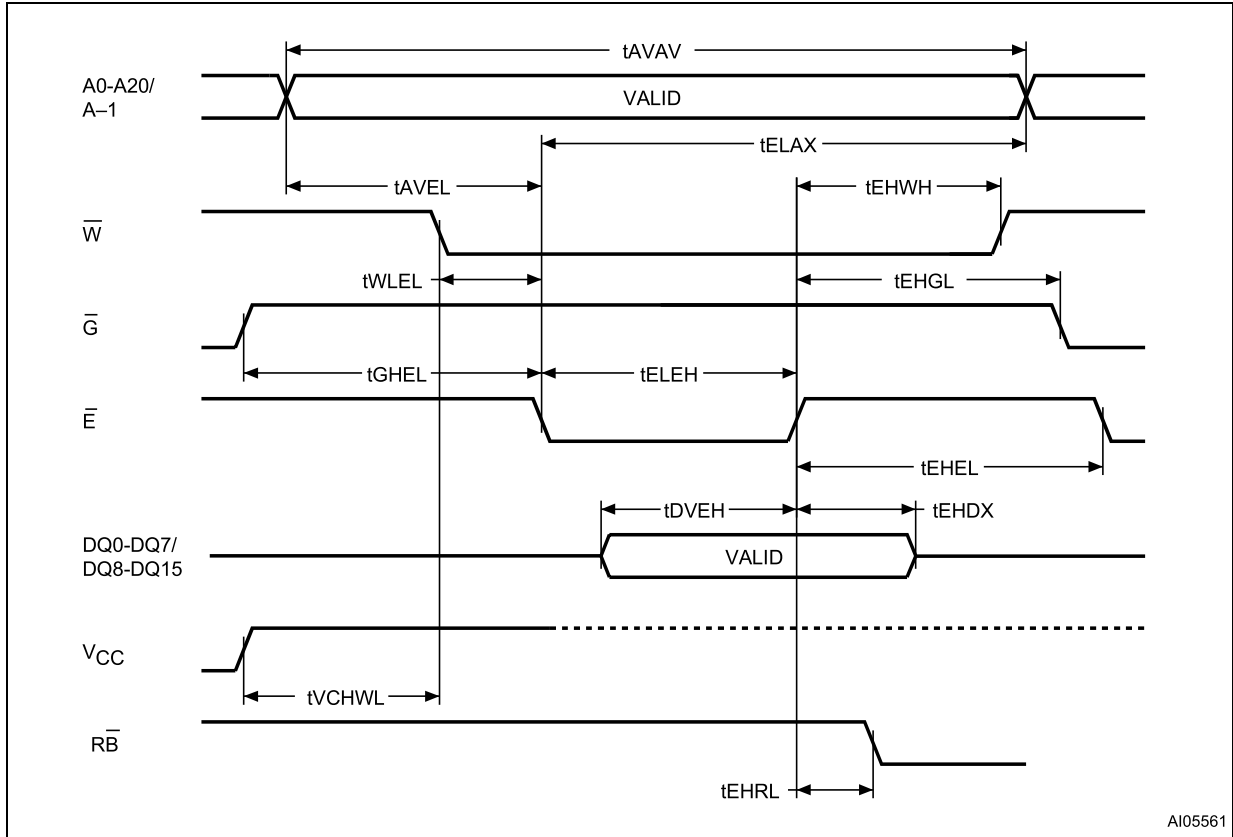 tAVAV
A0-A20/
A–1
VALID
tELAX
tAVEL
tEHWH
W̅
tWLEL
tEHGL
G̅
tGHEL
tELEH
E̅
tEHEL
tDVEH
tEHDX
DQ0-DQ7/
DQ8-DQ15
VALID
VCC
tVCHWL
RB̅
tEHRL
AI05561